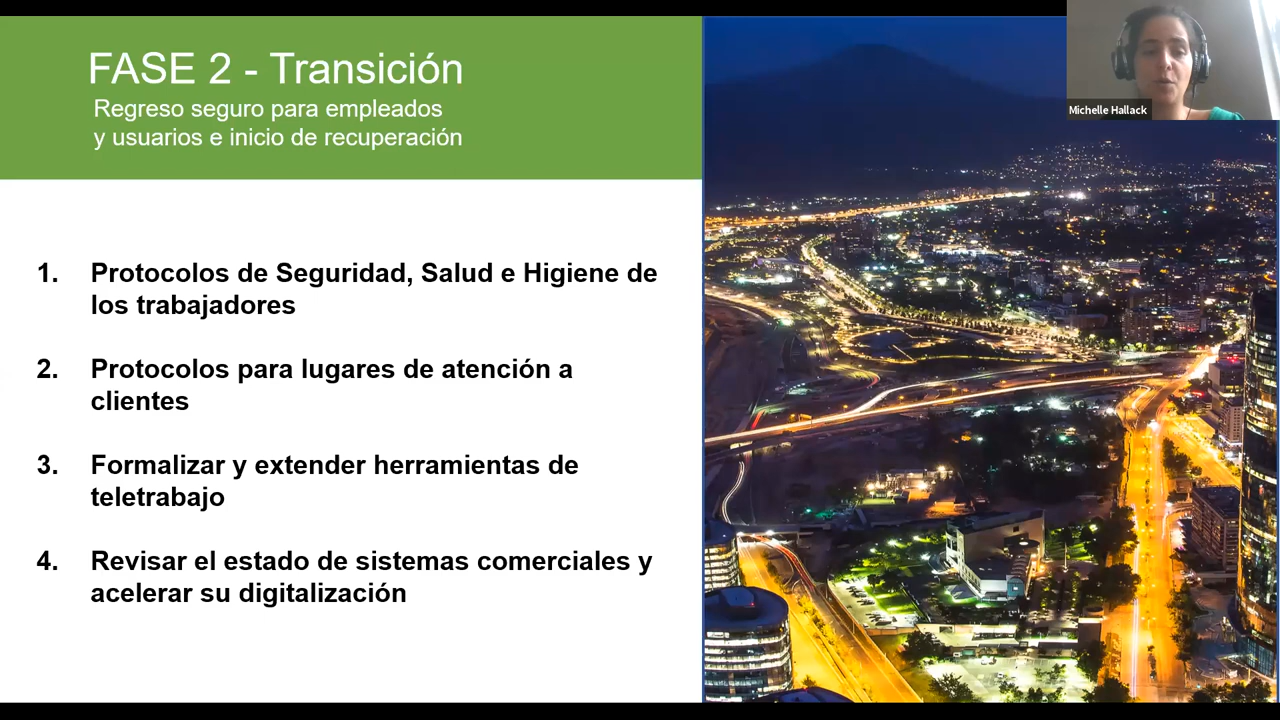 FASE 2 - Transición
Regreso seguro para empleados
y usuarios e inicio de recuperación
Michelle Hallack
1. Protocolos de Seguridad, Salud e Higiene de
los trabajadores
2. Protocolos para lugares de atención a
clientes
3. Formalizar y extender herramientas de
teletrabajo
4. Revisar el estado de sistemas comerciales y
acelerar su digitalización